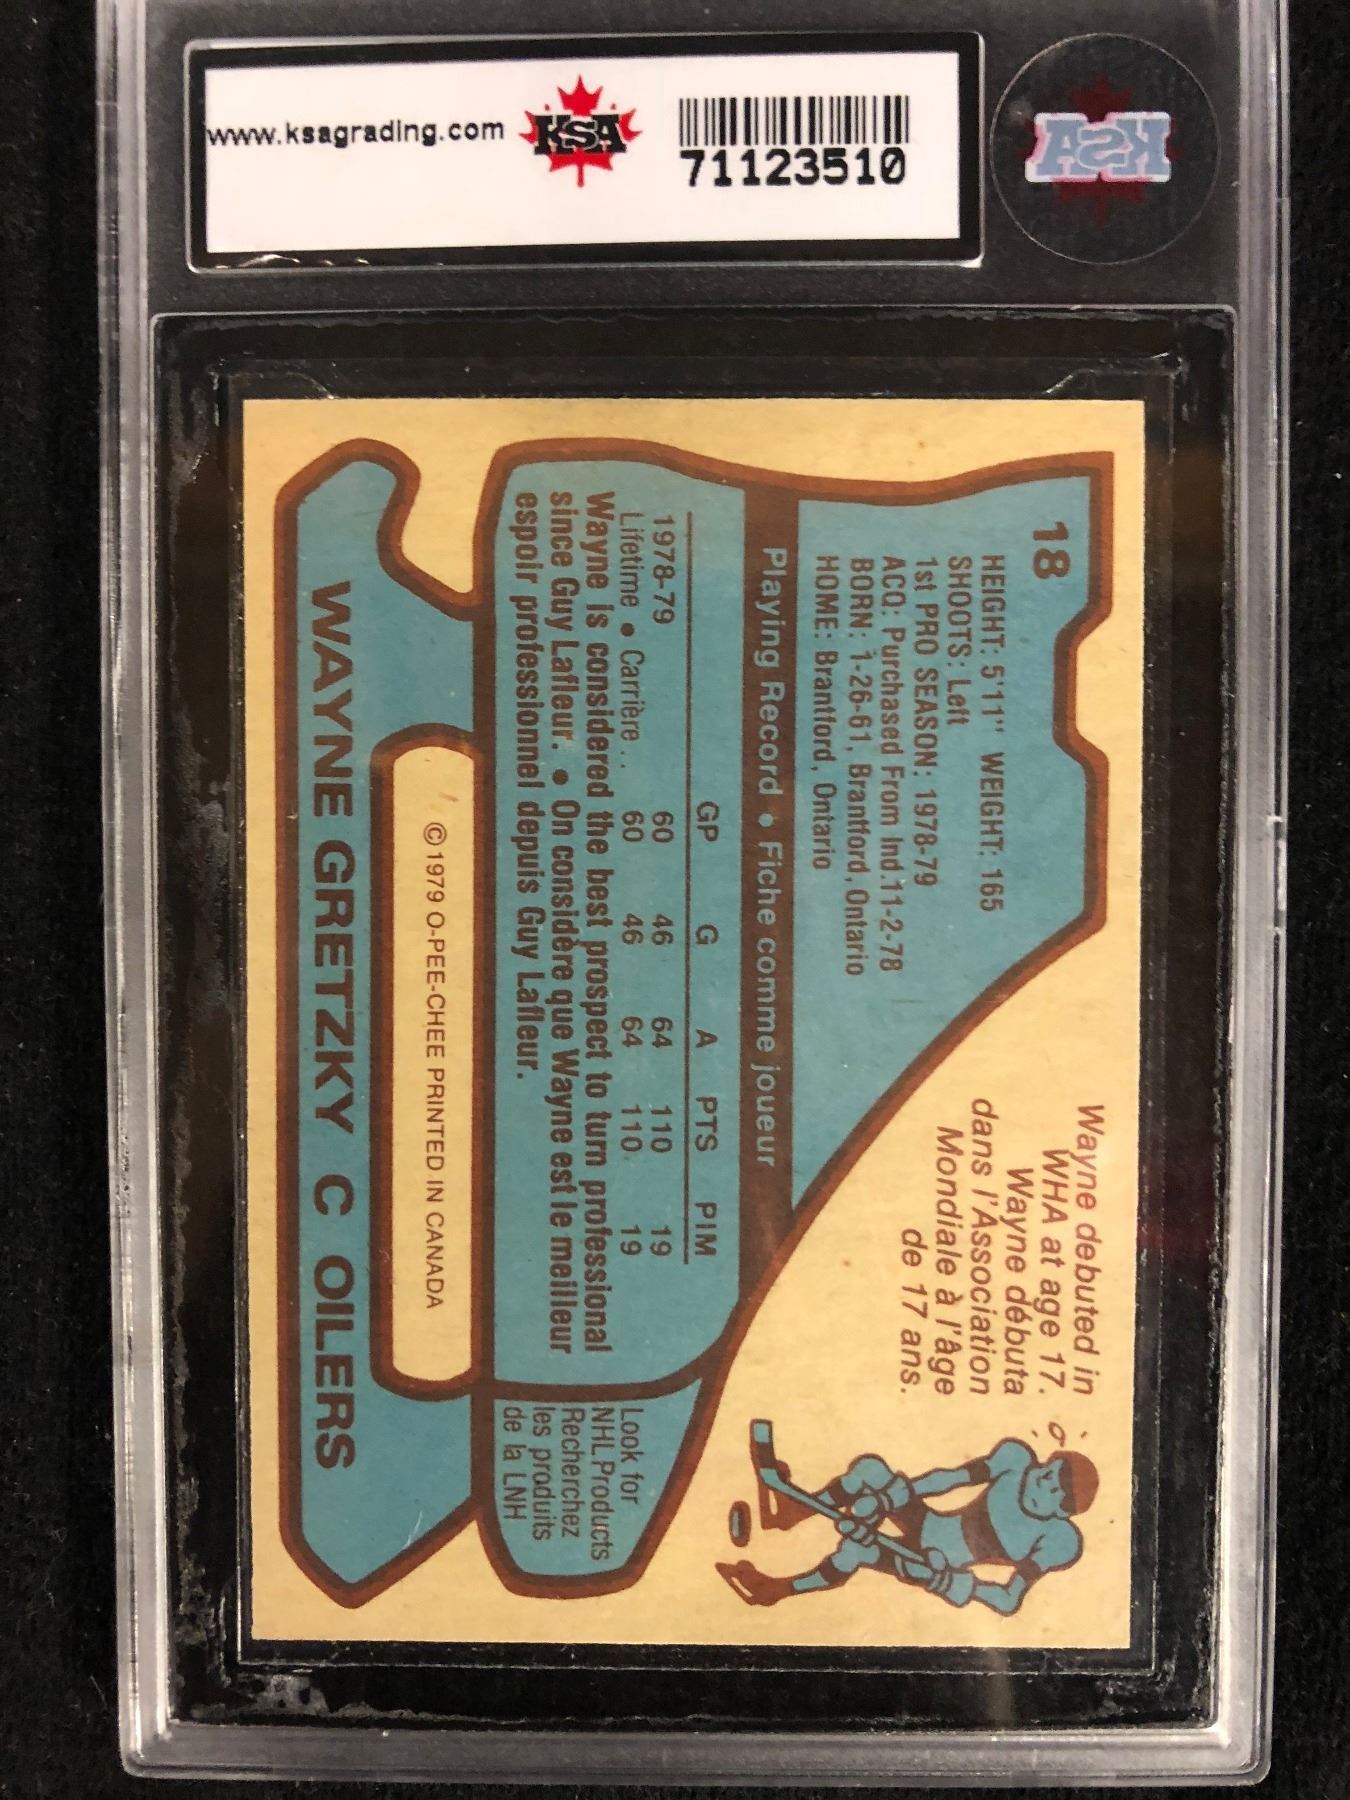 www.ksagrading.com
KSA
71123510
KSA
18
HEIGHT: 5'11" WEIGHT: 165
SHOOTS: Left
1st PRO SEASON: 1978-79
ACQ: Purchased From Ind.11-2-78
BORN: 1-26-61, Brantford, Ontario
HOME: Brantford, Ontario
Wayne debuted in
WHA at age 17.
Wayne débuta
dans l'Association
Mondiale à l'âge
de 17 ans.
Playing Record • Fiche comme joueur
GP G A PTS PIM
1978-79 60 46 64 110 19
Lifetime • Carrière... 60 46 64 110 19
Wayne is considered the best prospect to turn professional
since Guy Lafleur. • On considère que Wayne est le meilleur
espoir professionnel depuis Guy Lafleur.
Look for
NHL Products
Recherchez
les produits
de la LNH
© 1979 O-PEE-CHEE PRINTED IN CANADA
WAYNE GRETZKY C OILERS